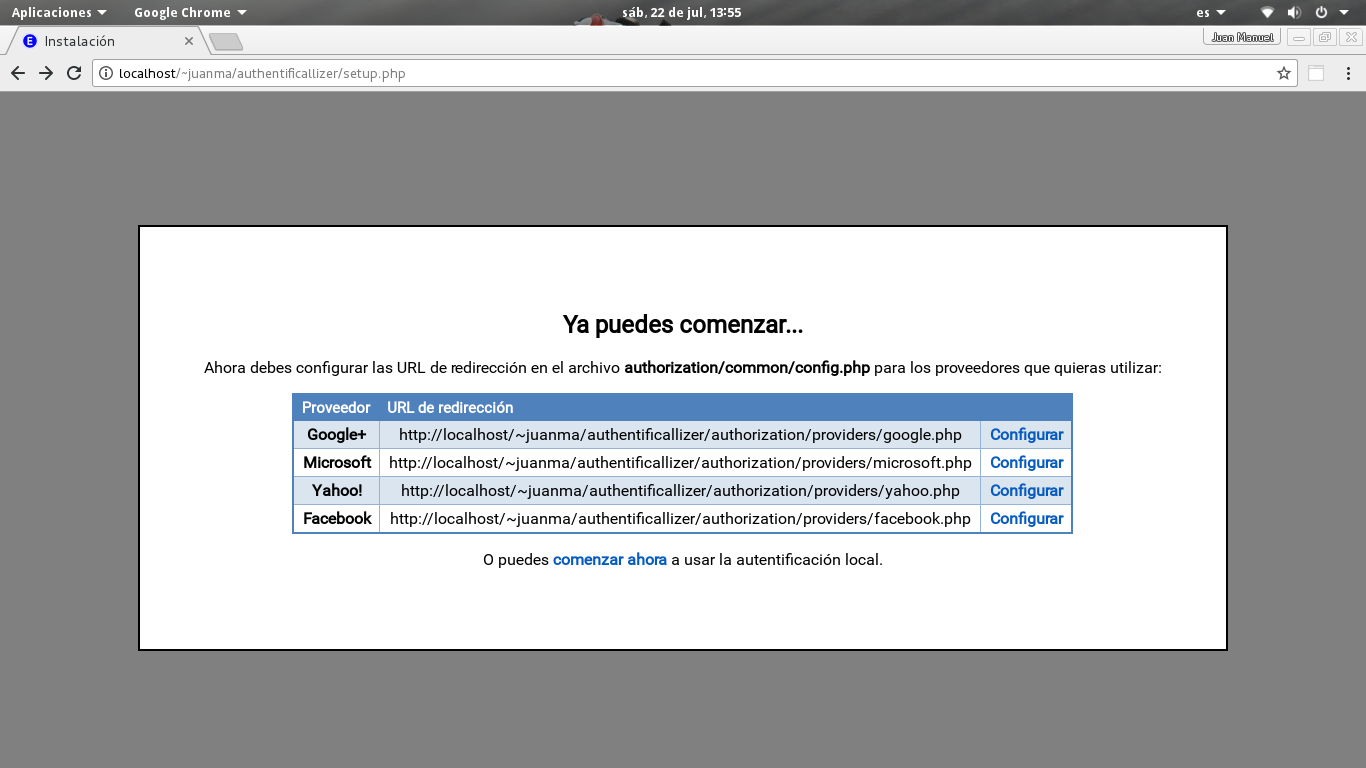 Aplicaciones Google Chrome sáb, 22 de jul, 13:55 es
Instalación Juan Manuel
localhost/~juanma/authentificallizer/setup.php
Ya puedes comenzar...
Ahora debes configurar las URL de redirección en el archivo authorization/common/config.php para los proveedores que quieras utilizar:
Proveedor URL de redirección
Google+ http://localhost/~juanma/authentificallizer/authorization/providers/google.php Configurar
Microsoft http://localhost/~juanma/authentificallizer/authorization/providers/microsoft.php Configurar
Yahoo! http://localhost/~juanma/authentificallizer/authorization/providers/yahoo.php Configurar
Facebook http://localhost/~juanma/authentificallizer/authorization/providers/facebook.php Configurar
O puedes comenzar ahora a usar la autentificación local.